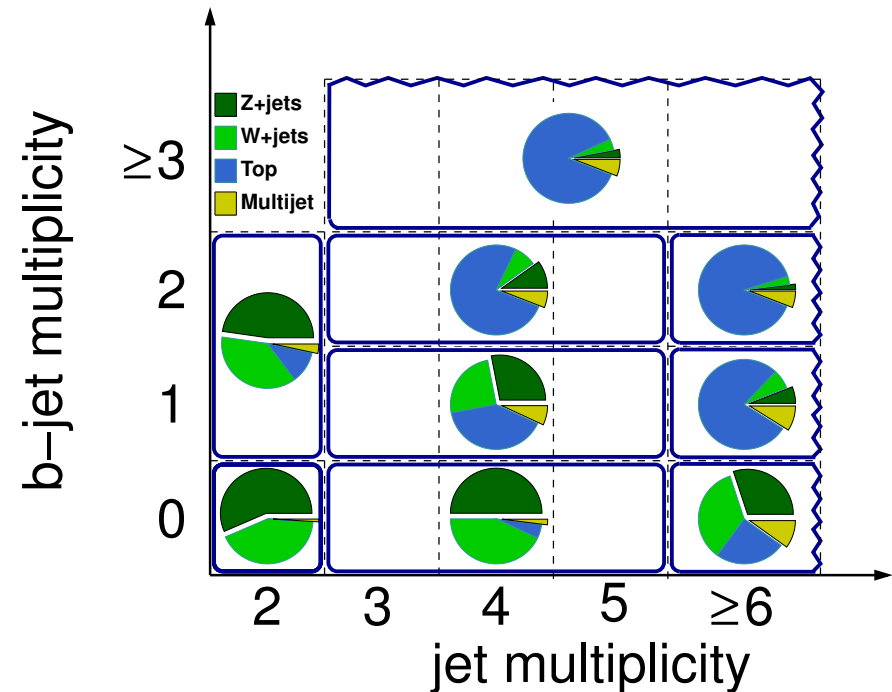 Z+jets
W+jets
Top
Multijet
b-jet multiplicity
≥3
2
1
0
2 3 4 5 ≥6
jet multiplicity